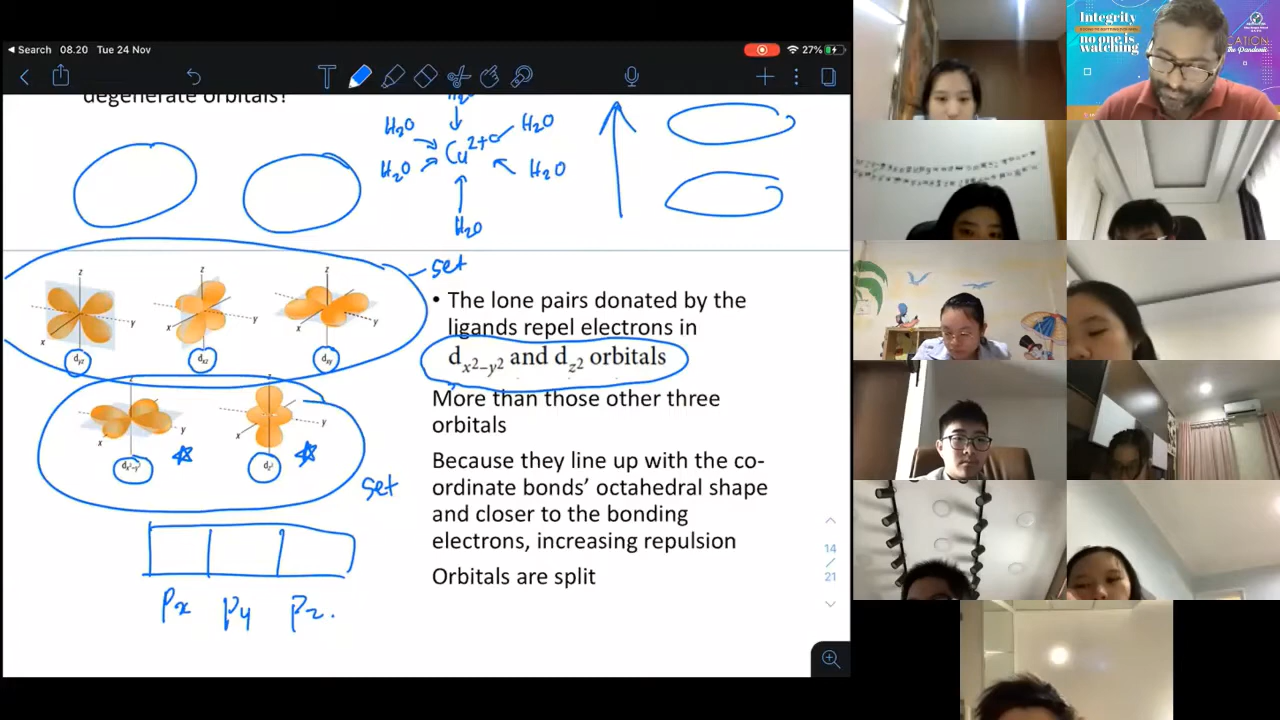 Search 08.20 Tue 24 Nov
27%
degenerate orbitals?
H2O
H2O
H2O
Cu2+
H2O
H2O
H2O
set
z
y
x
dyz
z
y
x
dxz
z
y
x
dxy
z
y
x
dx2−y2
z
y
x
dz2
set
Px Py Pz.
• The lone pairs donated by the
ligands repel electrons in
dx2−y2 and dz2 orbitals
More than those other three
orbitals
Because they line up with the co-
ordinate bonds’ octahedral shape
and closer to the bonding
electrons, increasing repulsion
Orbitals are split
14
/
21
Integrity
no one is
watching
the Pandemic